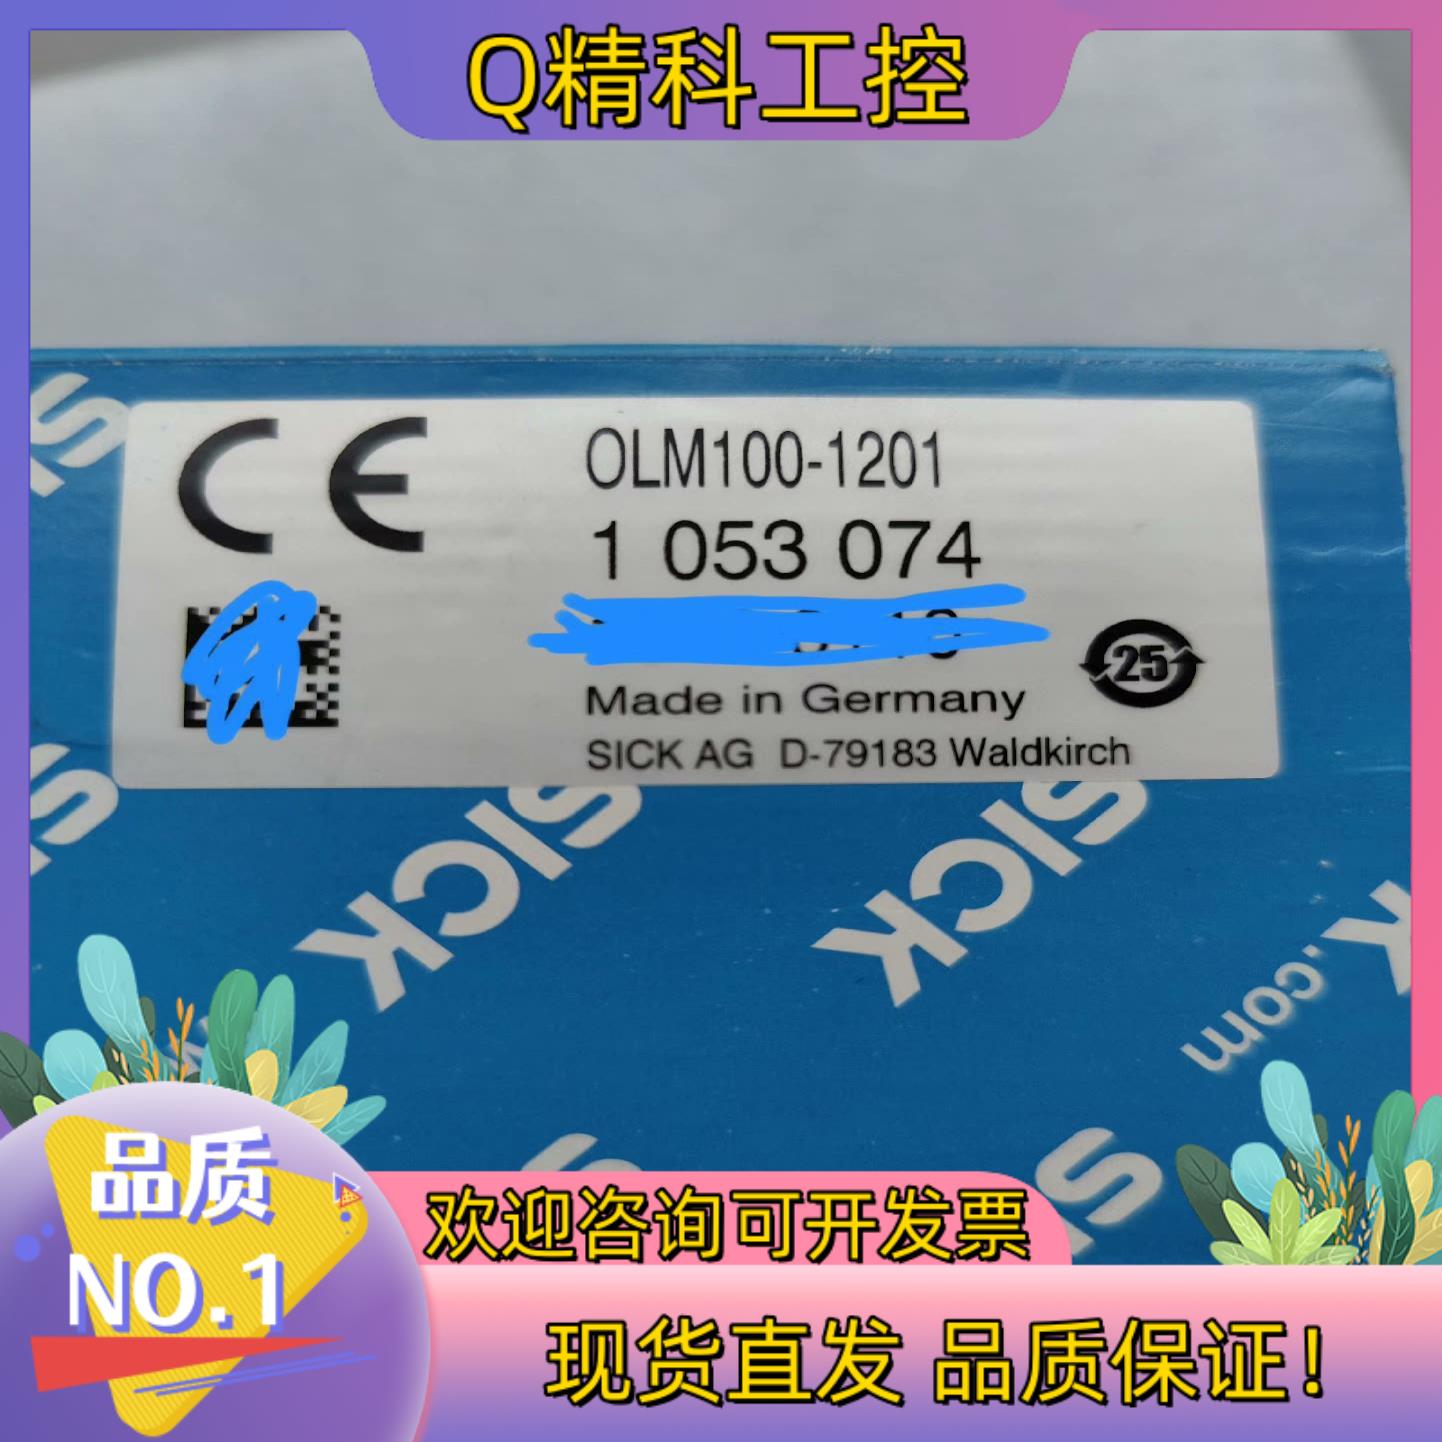 Q精科工控
OLM100-1201
1 053 074
25
Made in Germany
SICK AG D-79183 Waldkirch
SICK
SICK
.com
品质
NO.1
欢迎咨询可开发票
现货直发 品质保证!